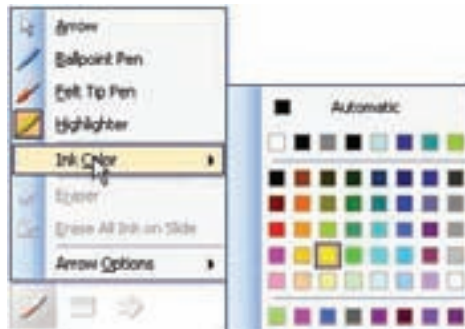 Arrow
Ballpoint Pen
Felt Tip Pen
Highlighter
Ink Color
Eraser
Erase All Ink on Slide
Arrow Options
Automatic